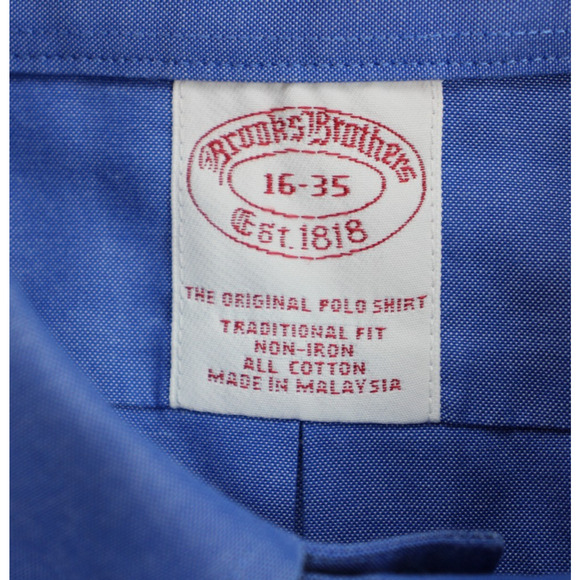 Brooks Brothers
16-35
Est. 1818
THE ORIGINAL POLO SHIRT
TRADITIONAL FIT
NON-IRON
ALL COTTON
MADE IN MALAYSIA